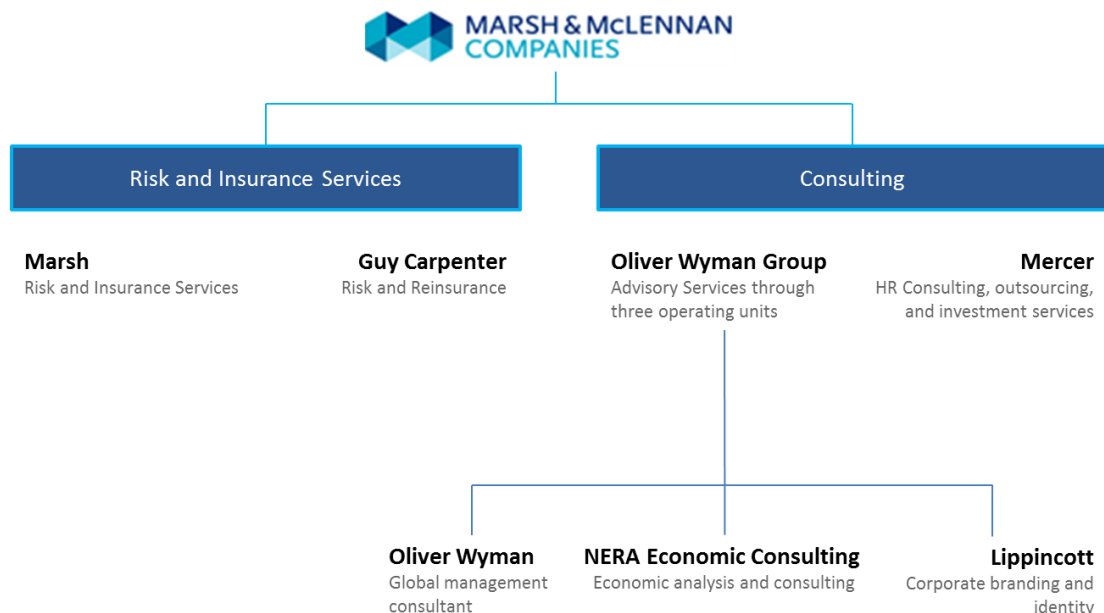 MARSH & McLENNAN
COMPANIES
Risk and Insurance Services
Consulting
Marsh
Risk and Insurance Services
Guy Carpenter
Risk and Reinsurance
Oliver Wyman Group
Advisory Services through
three operating units
Mercer
HR Consulting, outsourcing,
and investment services
Oliver Wyman
Global management
consultant
NERA Economic Consulting
Economic analysis and consulting
Lippincott
Corporate branding and
identity